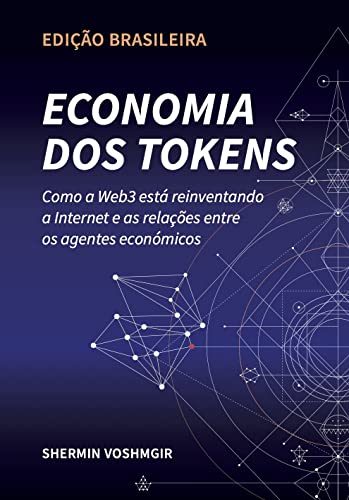 EDIÇÃO BRASILEIRA
ECONOMIA
DOS TOKENS
Como a Web3 está reinventando
a Internet e as relações entre
os agentes económicos
SHERMIN VOSHMGIR